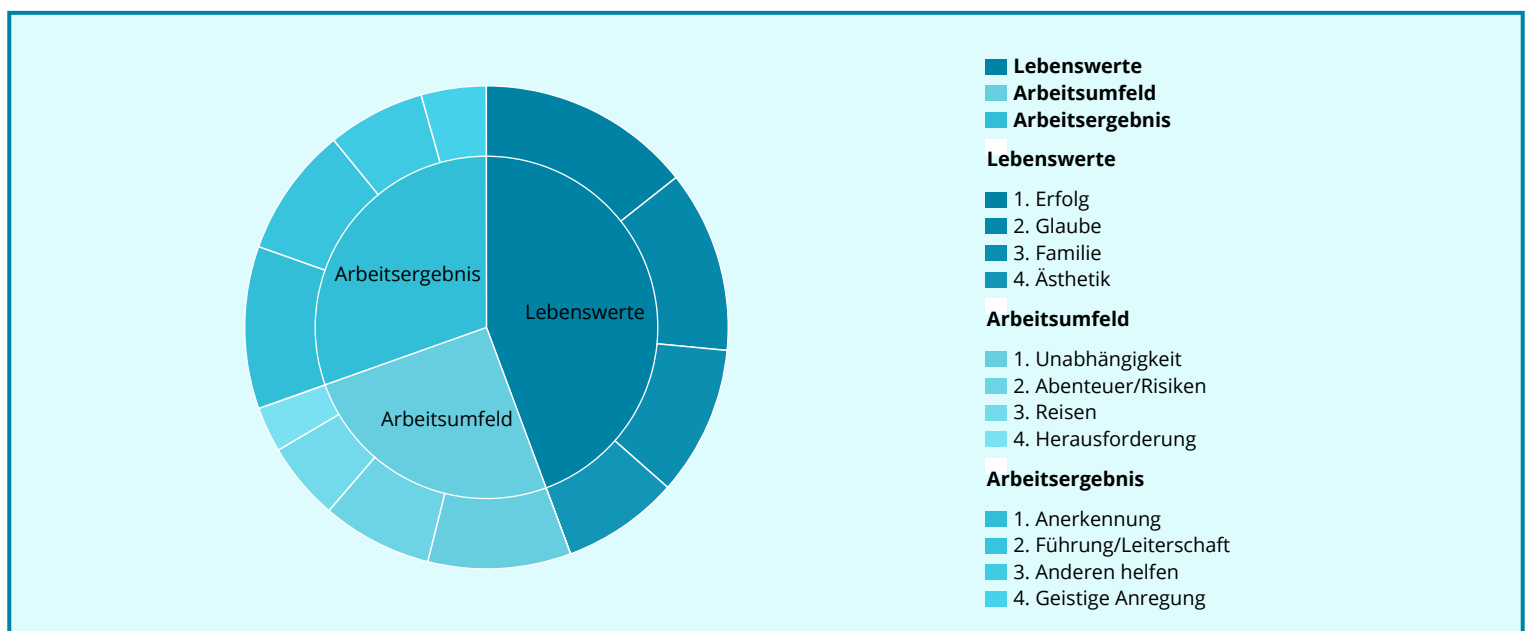 Arbeitsergebnis
Lebenswerte
Arbeitsumfeld
Lebenswerte
Arbeitsumfeld
Arbeitsergebnis
Lebenswerte
1. Erfolg
2. Glaube
3. Familie
4. Ästhetik
Arbeitsumfeld
1. Unabhängigkeit
2. Abenteuer/Risiken
3. Reisen
4. Herausforderung
Arbeitsergebnis
1. Anerkennung
2. Führung/Leiterschaft
3. Anderen helfen
4. Geistige Anregung